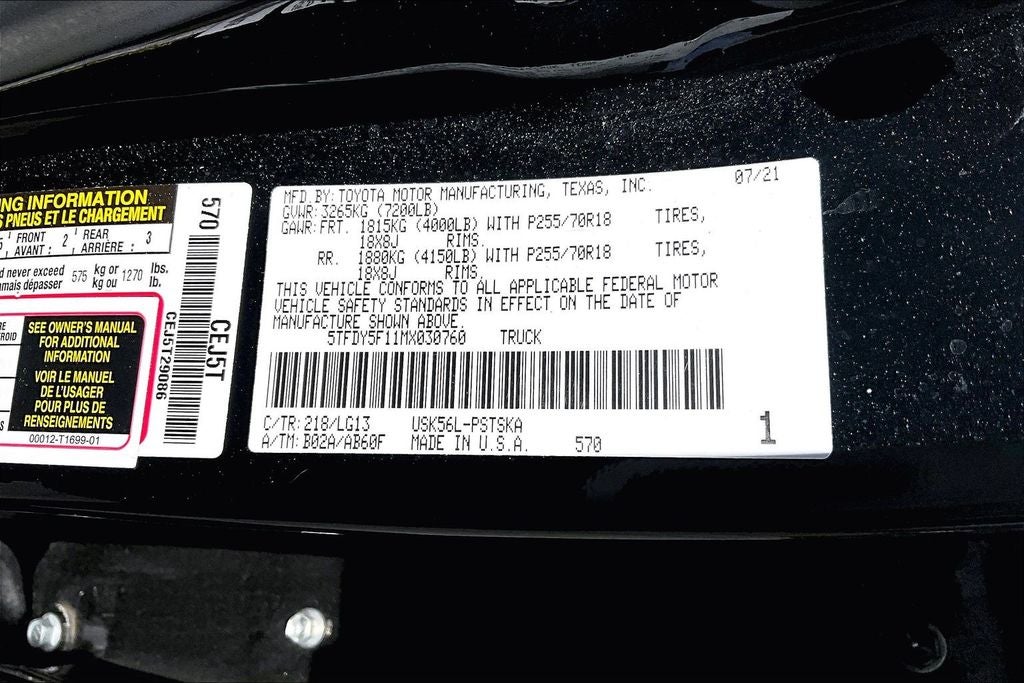 NG INFORMATION
S PNEUS ET LE CHARGEMENT
5 FRONT AVANT : 2 REAR ARRIÈRE : 3
d never exceed 575 kg or 1270 lbs.
amais dépasser kg ou lb.
SEE OWNER'S MANUAL
FOR ADDITIONAL
INFORMATION
VOIR LE MANUEL
DE L'USAGER
POUR PLUS DE
RENSEIGNEMENTS
00012-T1699-01
570
CEJ5T29086
CEJ5T
07/21
MFD BY: TOYOTA MOTOR MANUFACTURING, TEXAS, INC.
GVWR: 3265KG (7200LB)
GAWR: FRT. 1815KG (4000LB) WITH P255/70R18 TIRES,
18X8J RIMS.
RR. 1880KG (4150LB) WITH P255/70R18 TIRES,
18X8J RIMS.
THIS VEHICLE CONFORMS TO ALL APPLICABLE FEDERAL MOTOR
VEHICLE SAFETY STANDARDS IN EFFECT ON THE DATE OF
MANUFACTURE SHOWN ABOVE.
5TFDY5F11MX030760 TRUCK
C/TR: 218/LG13 USK56L-PSTSKA
A/TM: B02A/AB60F MADE IN U.S.A. 570
1